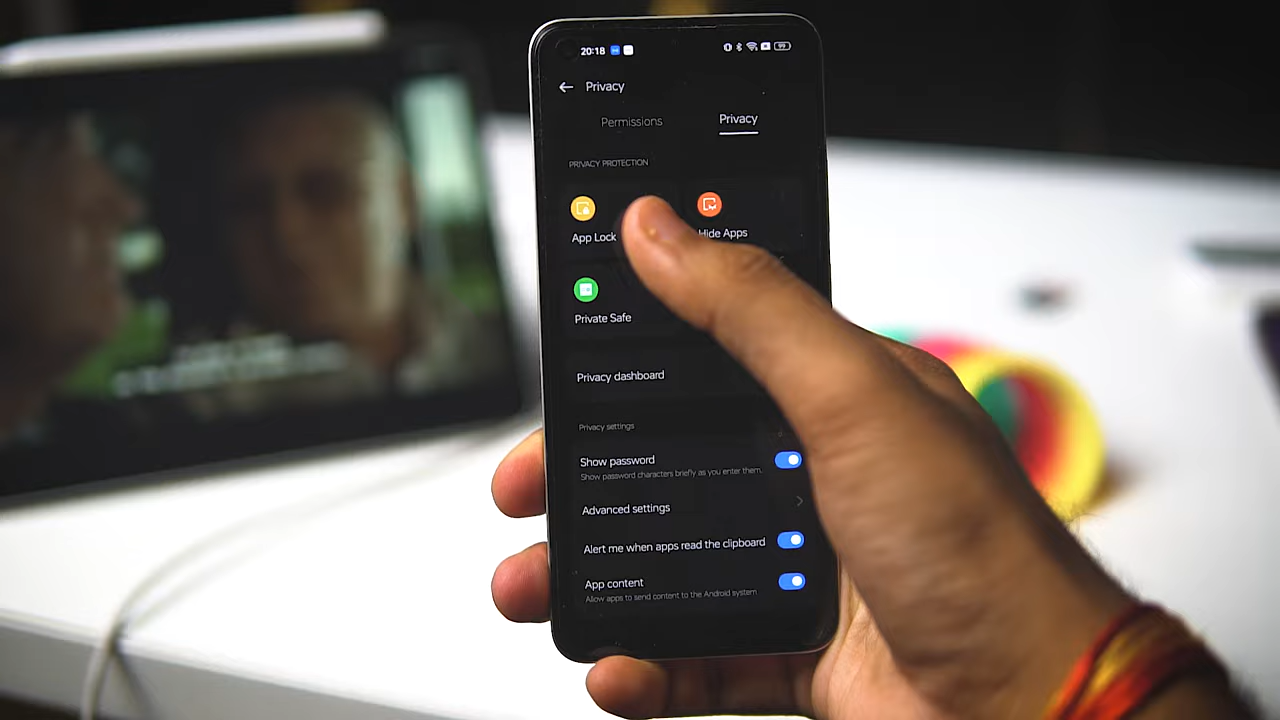 20:18
99
Privacy
Permissions
Privacy
PRIVACY PROTECTION
App Lock
Hide Apps
Private Safe
Privacy dashboard
Privacy settings
Show password
Show password characters briefly as you enter them.
Advanced settings
Alert me when apps read the clipboard
App content
Allow apps to send content to the Android system